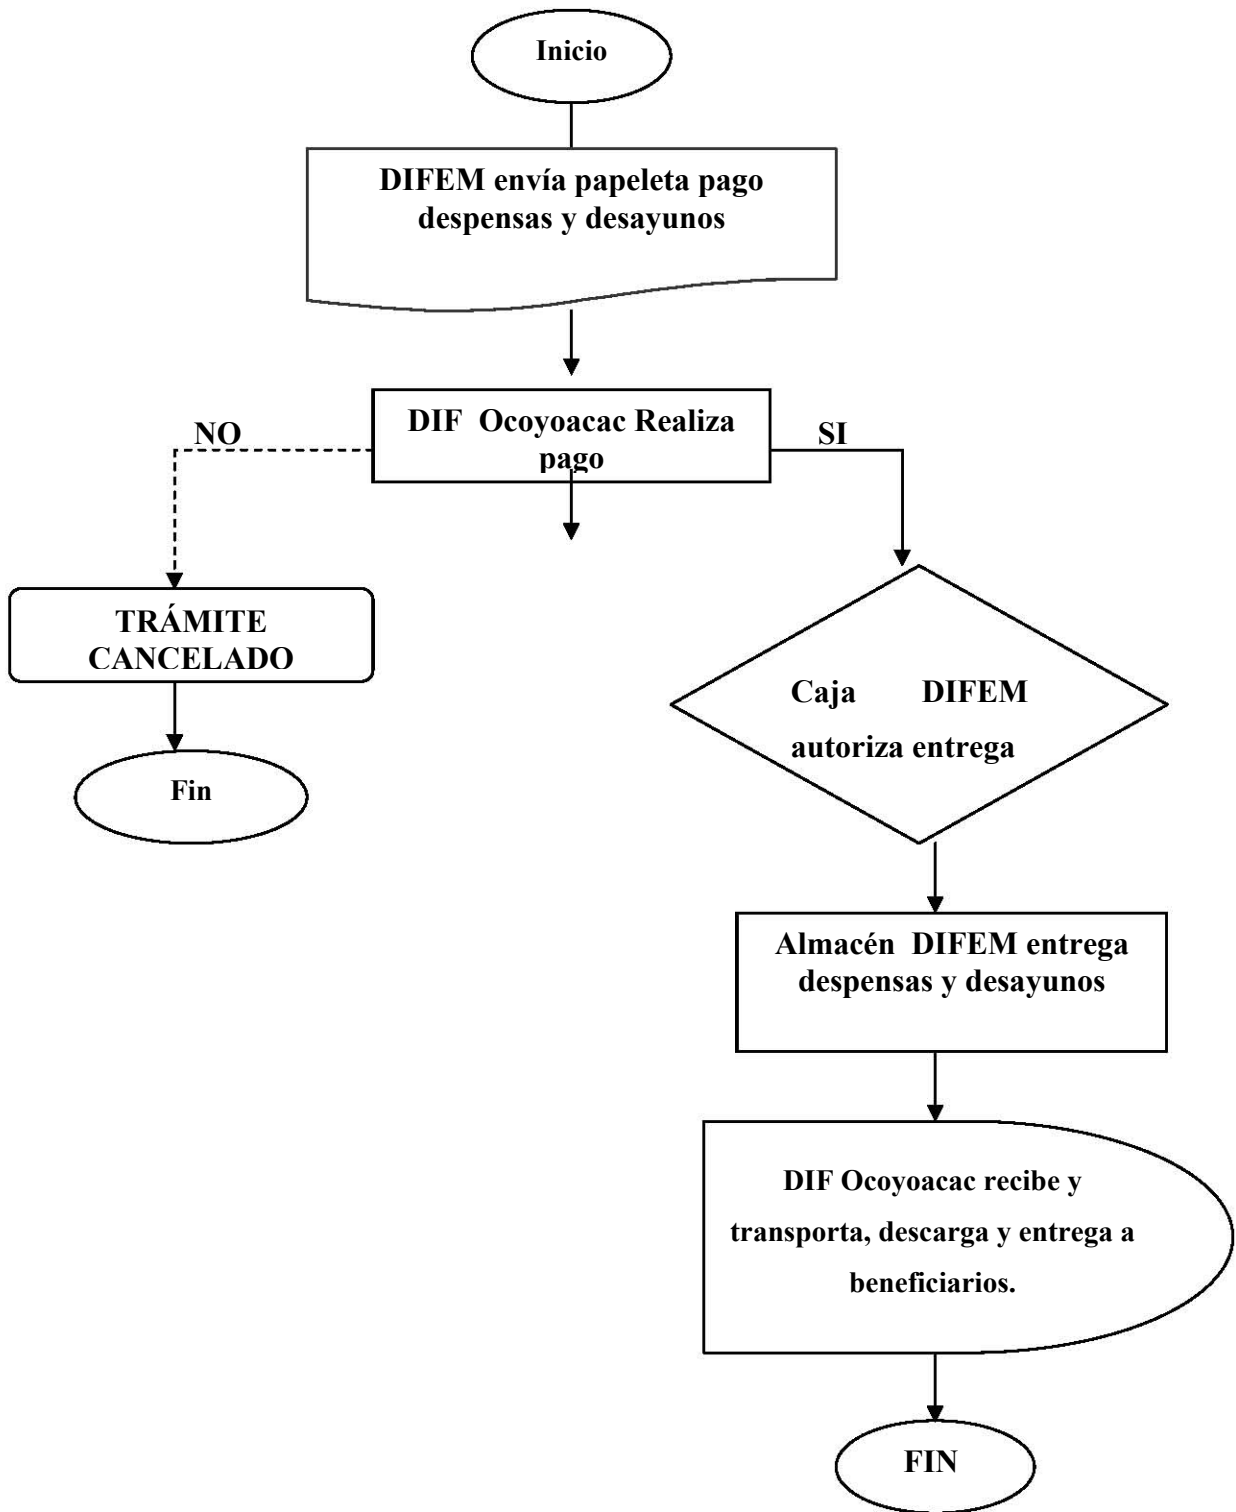 Inicio
DIFEM envía papeleta pago
despensas y desayunos
DIF Ocoyoacac Realiza
pago
NO
SI
TRÁMITE
CANCELADO
Fin
Caja DIFEM
autoriza entrega
Almacén DIFEM entrega
despensas y desayunos
DIF Ocoyoacac recibe y
transporta, descarga y entrega a
beneficiarios.
FIN